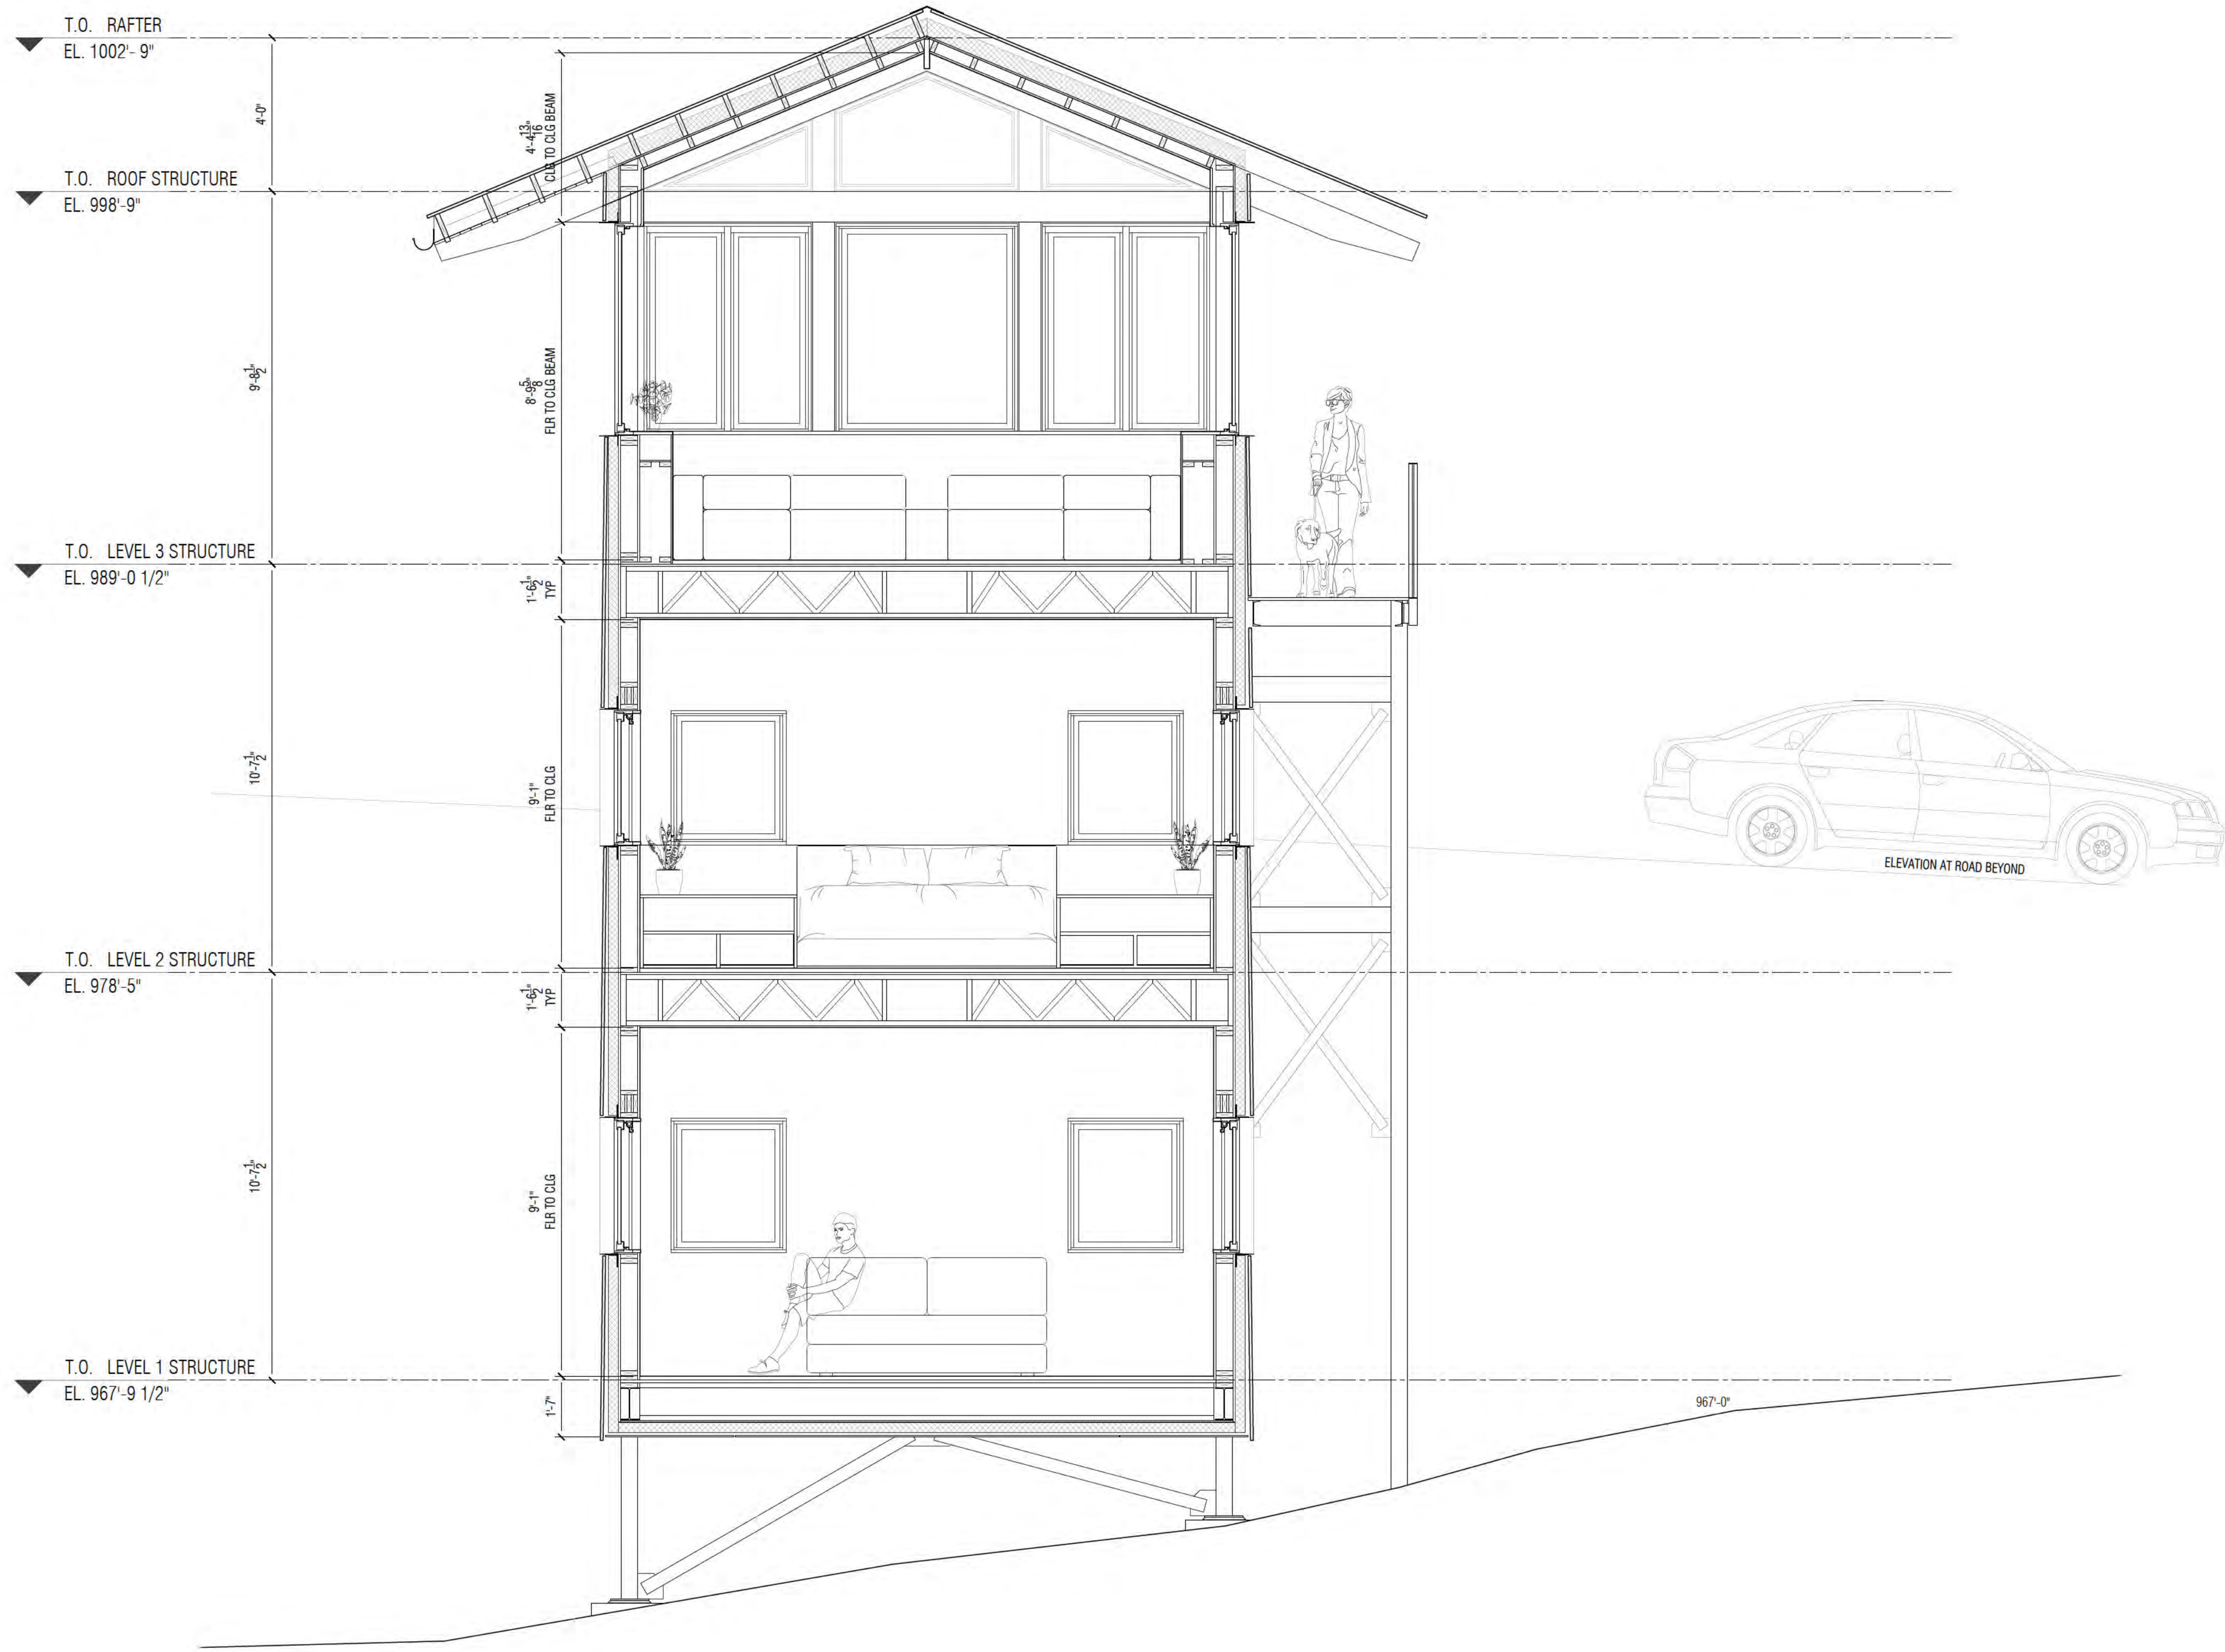 T.O. RAFTER
EL. 1002'- 9"
4'-0"
4'-4 13/16"
CLG TO CLG BEAM
T.O. ROOF STRUCTURE
EL. 998'-9"
9'-8 1/2"
8'-9 5/8"
FLR TO CLG BEAM
T.O. LEVEL 3 STRUCTURE
EL. 989'-0 1/2"
1'-6 1/2"
TYP
10'-7 1/2"
9'-1"
FLR TO CLG
ELEVATION AT ROAD BEYOND
T.O. LEVEL 2 STRUCTURE
EL. 978'-5"
1'-6 1/2"
TYP
10'-7 1/2"
9'-1"
FLR TO CLG
T.O. LEVEL 1 STRUCTURE
EL. 967'-9 1/2"
1'-7"
967'-0"